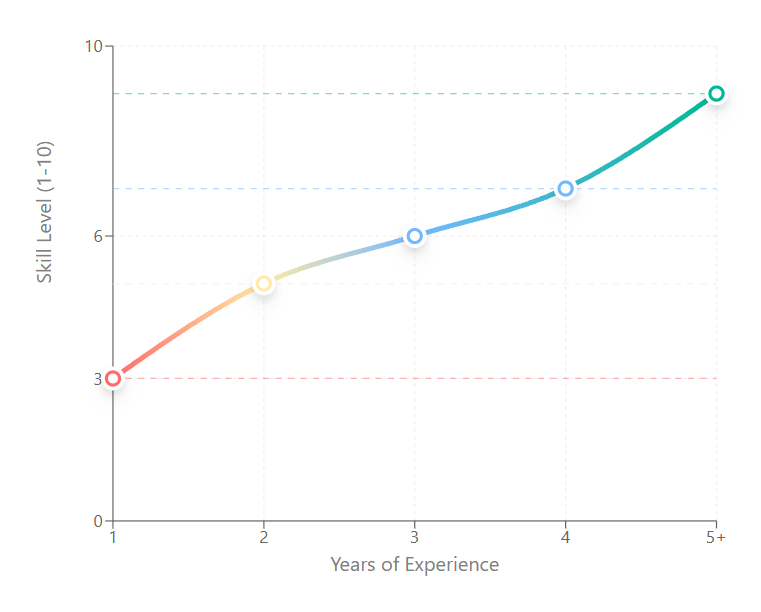 10
6
3
0
Skill Level (1-10)
1 2 3 4 5+
Years of Experience